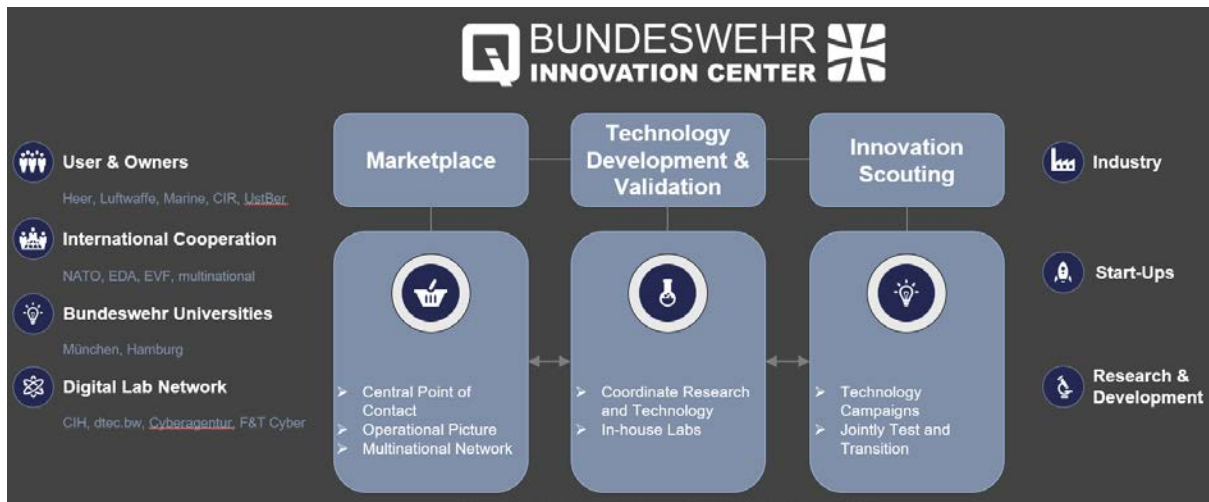 BUNDESWEHR
INNOVATION CENTER
User & Owners
Heer, Luftwaffe, Marine, CIR, UstBer
International Cooperation
NATO, EDA, EVF, multinational
Bundeswehr Universities
München, Hamburg
Digital Lab Network
CIH, dtec.bw, Cyberagentur, F&T Cyber
Marketplace
Central Point of
Contact
Operational Picture
Multinational Network
Technology
Development &
Validation
Coordinate Research
and Technology
In-house Labs
Innovation
Scouting
Technology
Campaigns
Jointly Test and
Transition
Industry
Start-Ups
Research &
Development